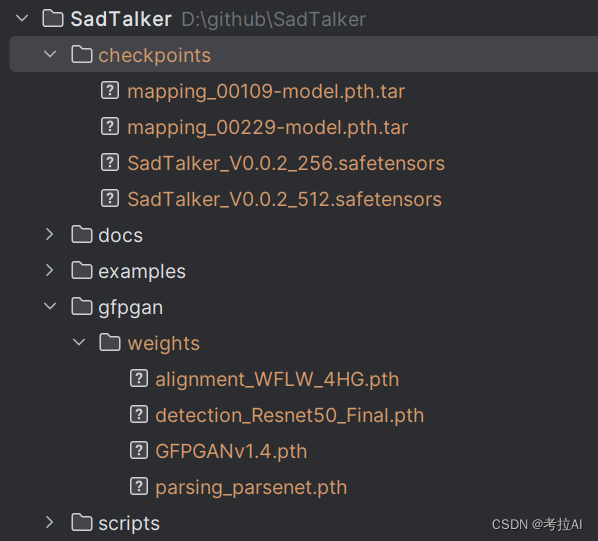 SadTalker D:\github\SadTalker
checkpoints
mapping_00109-model.pth.tar
mapping_00229-model.pth.tar
SadTalker_V0.0.2_256.safetensors
SadTalker_V0.0.2_512.safetensors
docs
examples
gfpgan
weights
alignment_WFLW_4HG.pth
detection_Resnet50_Final.pth
GFPGANv1.4.pth
parsing_parsenet.pth
scripts
CSDN @考拉AI